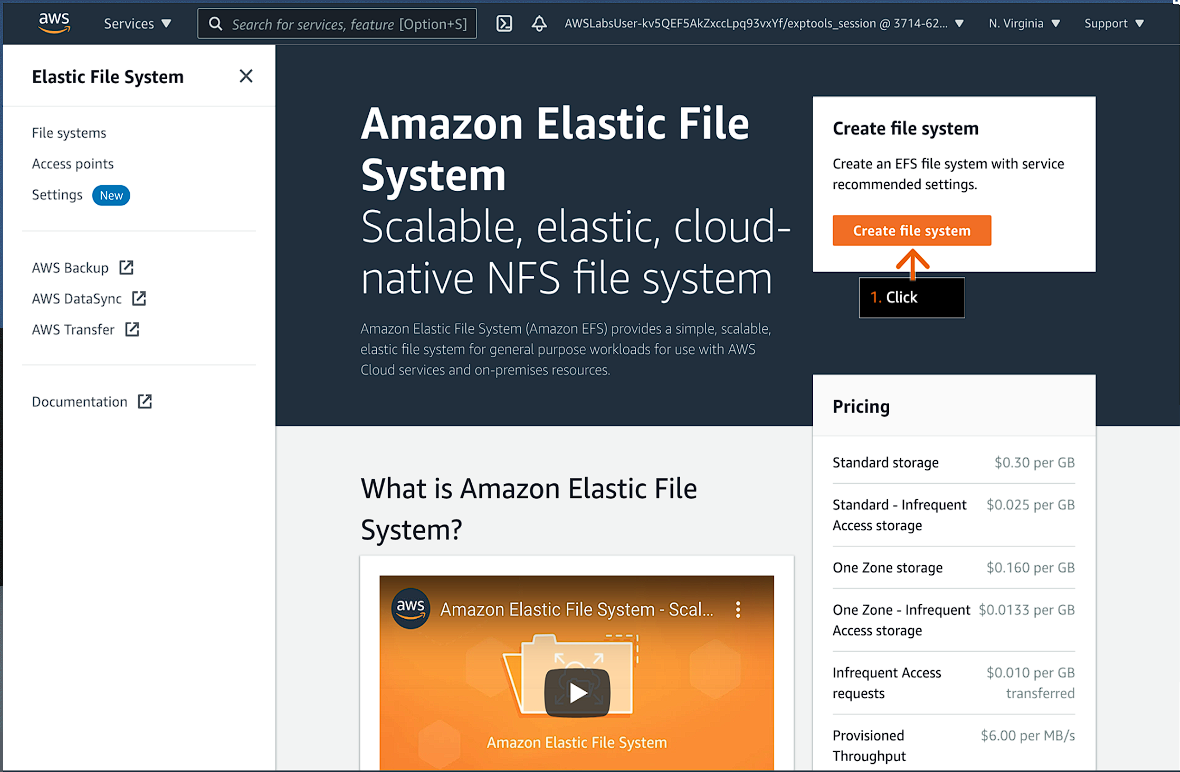 aws
Services
Search for services, feature [Option+S]
AWSLabsUser-kv5QEF5AkZxccLpq93vxYf/exptools_session @ 3714-62...
N. Virginia
Support
Elastic File System
File systems
Access points
Settings New
AWS Backup
AWS DataSync
AWS Transfer
Documentation
Amazon Elastic File
System
Scalable, elastic, cloud-
native NFS file system
Amazon Elastic File System (Amazon EFS) provides a simple, scalable,
elastic file system for general purpose workloads for use with AWS
Cloud services and on-premises resources.
Create file system
Create an EFS file system with service
recommended settings.
Create file system
1. Click
What is Amazon Elastic File
System?
aws
Amazon Elastic File System - Scal...
Amazon Elastic File System
Pricing
Standard storage $0.30 per GB
Standard - Infrequent $0.025 per GB
Access storage
One Zone storage $0.160 per GB
One Zone - Infrequent $0.0133 per GB
Access storage
Infrequent Access $0.010 per GB
requests transferred
Provisioned $6.00 per MB/s
Throughput